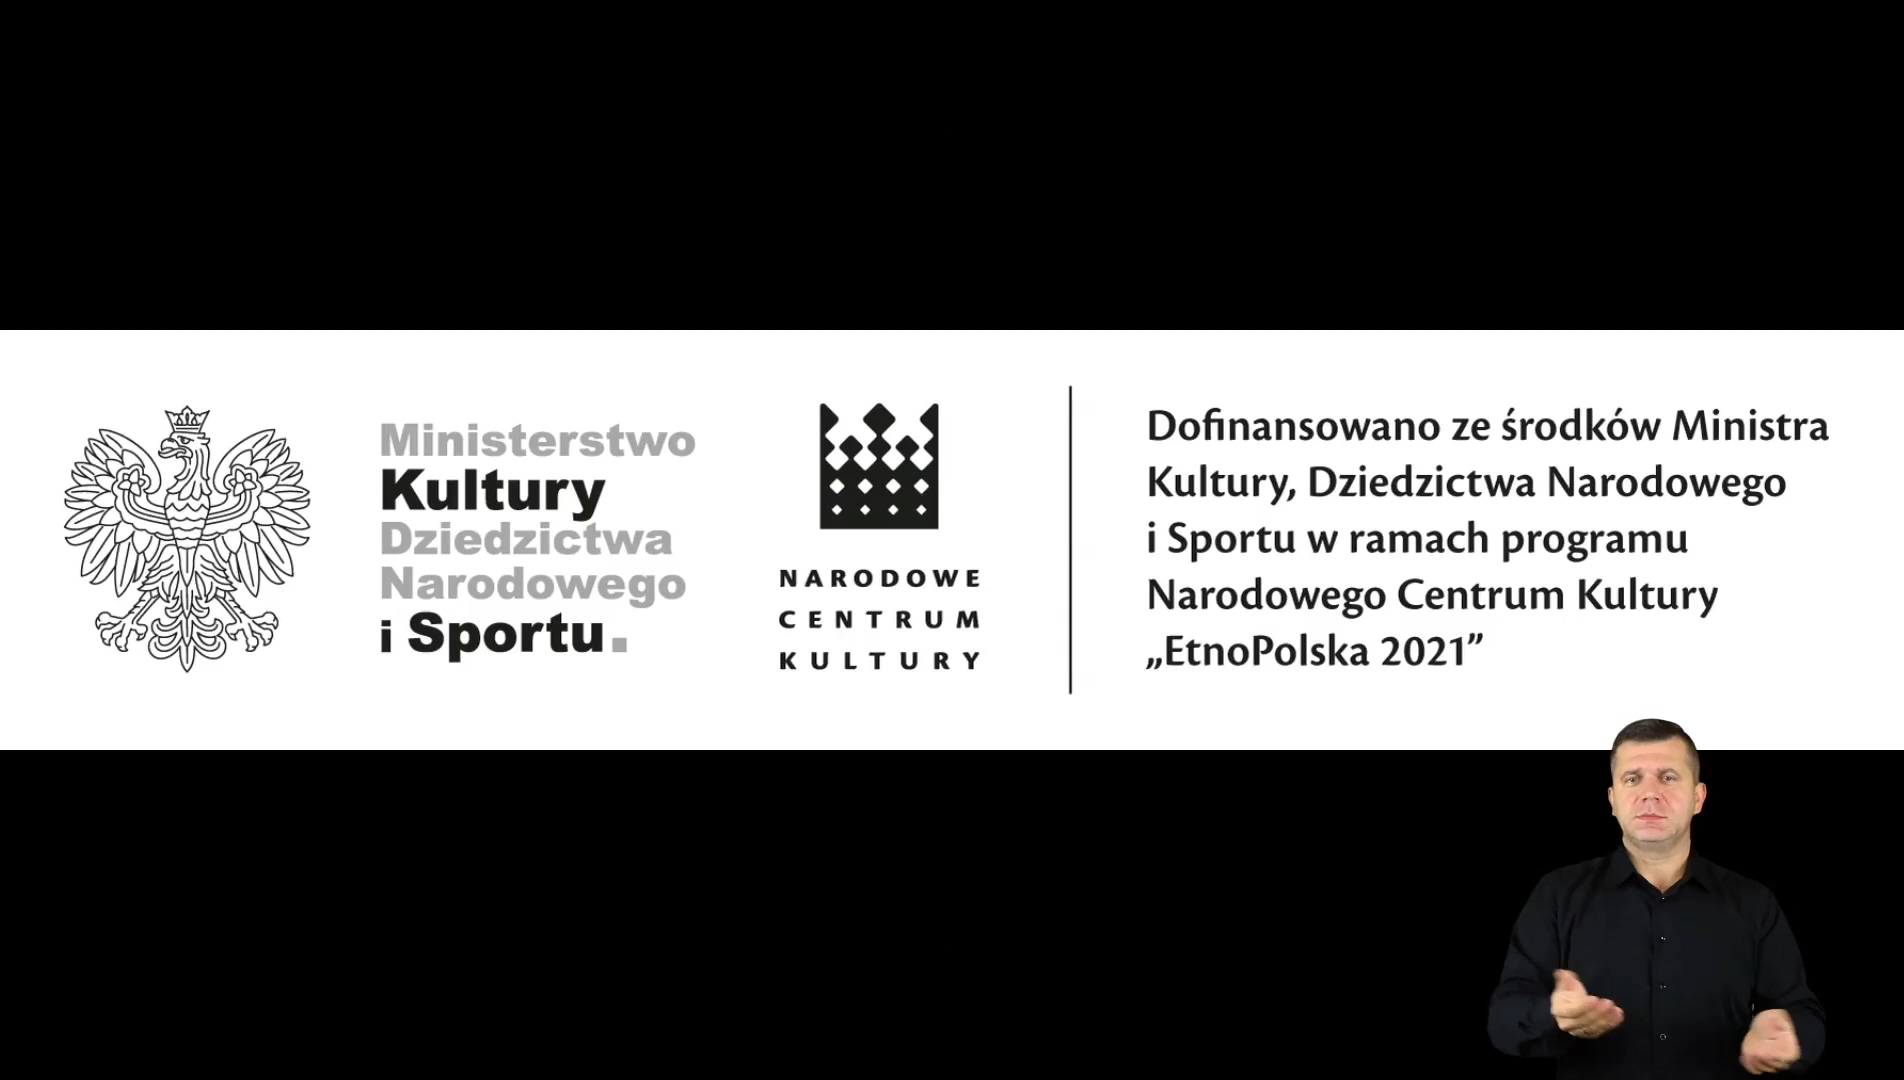 Ministerstwo
Kultury
Dziedzictwa
Narodowego
i Sportu.
NARODOWE
CENTRUM
KULTURY
Dofinansowano ze środków Ministra
Kultury, Dziedzictwa Narodowego
i Sportu w ramach programu
Narodowego Centrum Kultury
„EtnoPolska 2021”